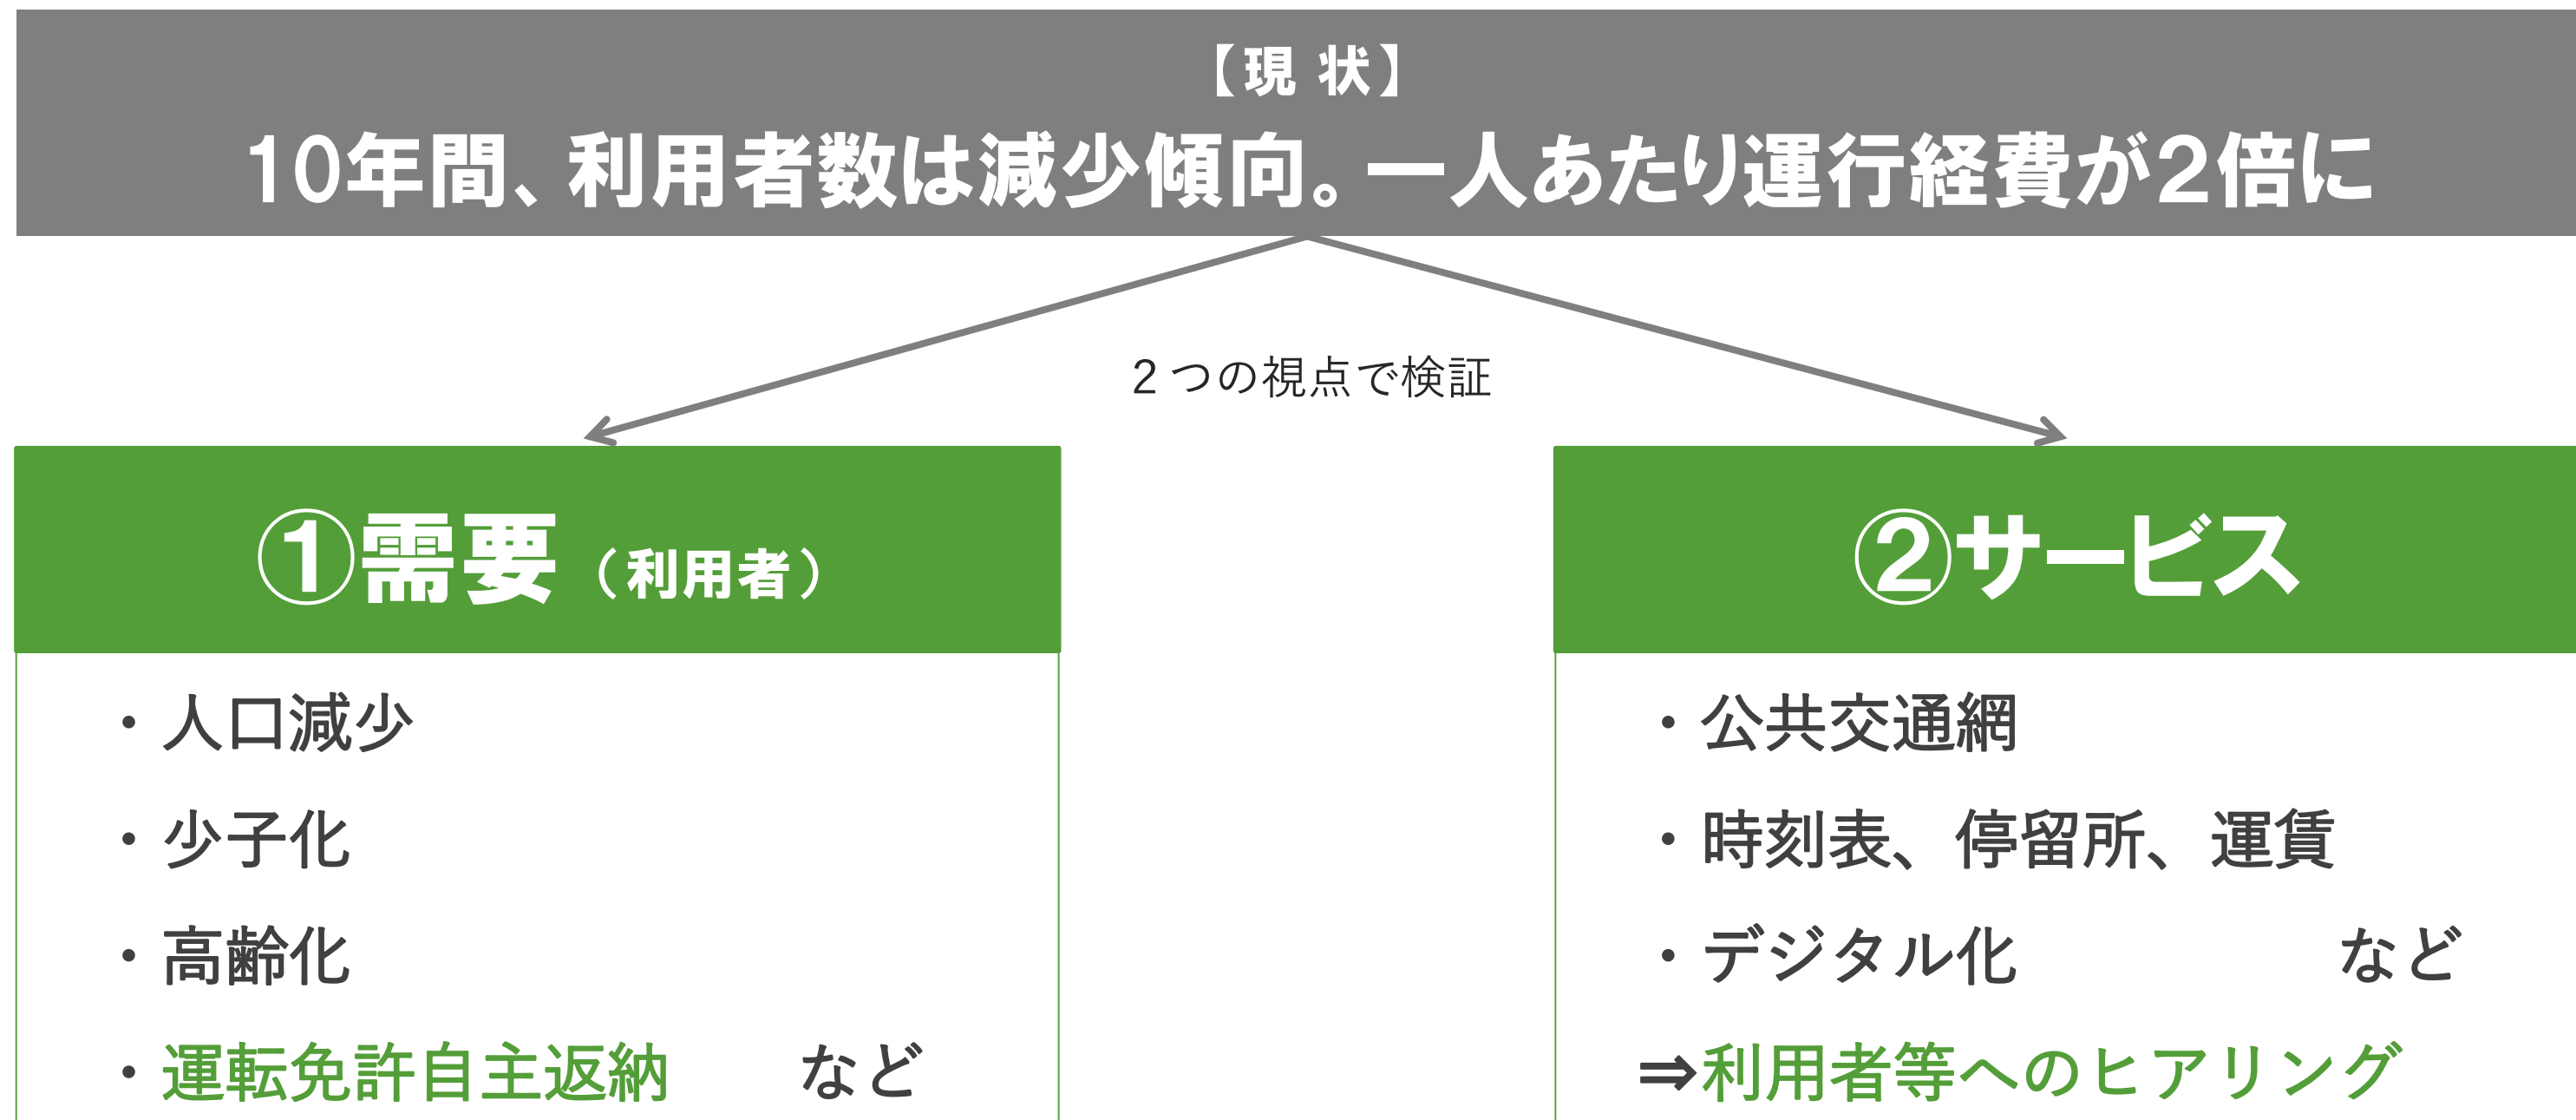 【現 状】
10年間、利用者数は減少傾向。一人あたり運行経費が2倍に
２つの視点で検証
①需要（利用者）
・人口減少
・少子化
・高齢化
・運転免許自主返納　　など
②サービス
・公共交通網
・時刻表、停留所、運賃
・デジタル化　　　　　など
⇒利用者等へのヒアリング